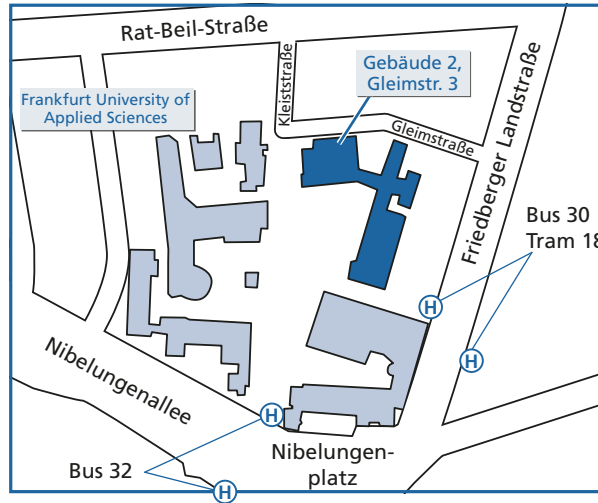 Rat-Beil-Straße
Gebäude 2,
Gleimstr. 3
Frankfurt University of
Applied Sciences
Kleiststraße
Gleimstraße
Friedberger Landstraße
Bus 30
Tram 18
H
H
Nibelungenallee
H
Nibelungen-
platz
Bus 32
H